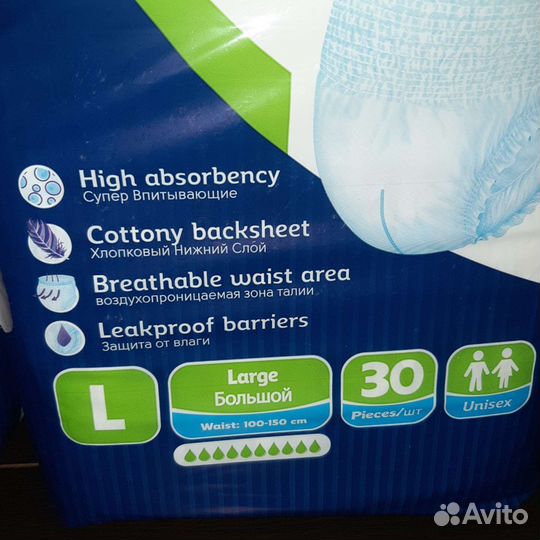 High absorbency
Супер Впитывающие
Cottony backsheet
Хлопковый Нижний Слой
Breathable waist area
воздухопроницаемая зона талии
Leakproof barriers
Защита от влаги
L
Large
Большой
Waist: 100-150 cm
30
Pieces/шт
Unisex
Avito